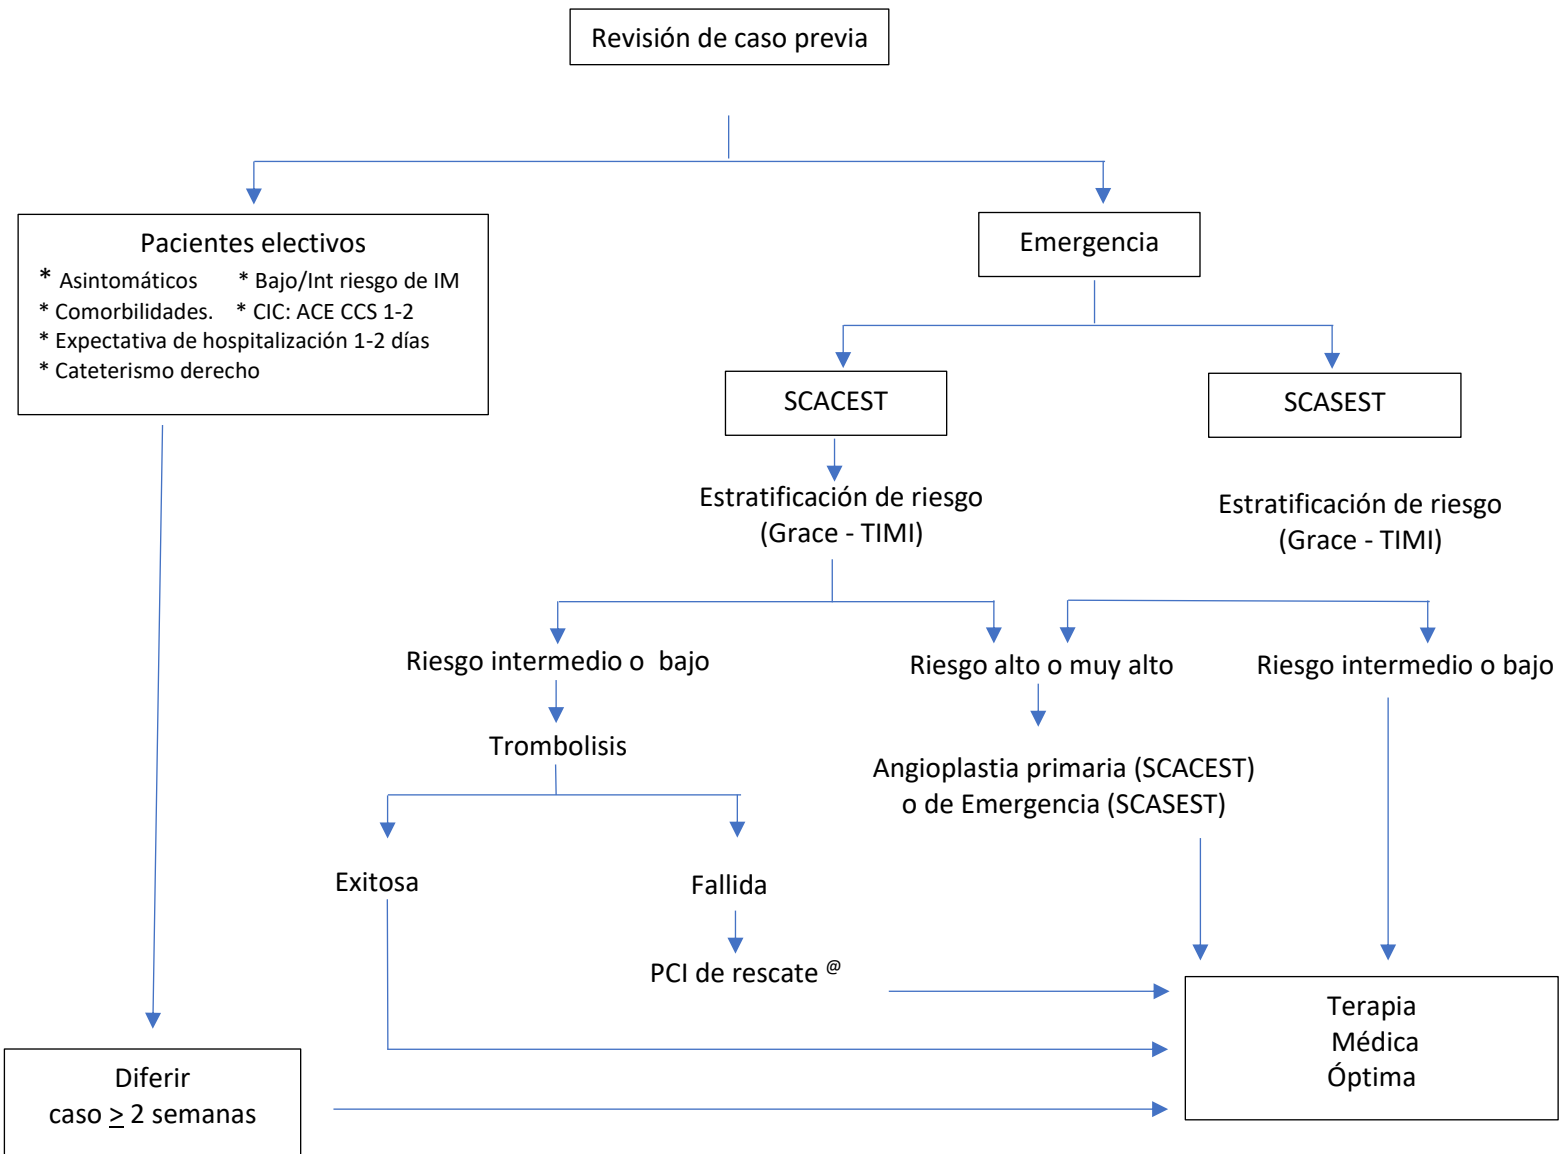 Revisión de caso previa
Pacientes electivos
* Asintomáticos * Bajo/Int riesgo de IM
* Comorbilidades. * CIC: ACE CCS 1-2
* Expectativa de hospitalización 1-2 días
* Cateterismo derecho
Emergencia
SCACEST
SCASEST
Estratificación de riesgo
(Grace - TIMI)
Estratificación de riesgo
(Grace - TIMI)
Riesgo intermedio o bajo
Riesgo alto o muy alto
Riesgo intermedio o bajo
Trombolisis
Angioplastia primaria (SCACEST)
o de Emergencia (SCASEST)
Exitosa
Fallida
PCI de rescate @
Terapia
Médica
Óptima
Diferir
caso ≥ 2 semanas